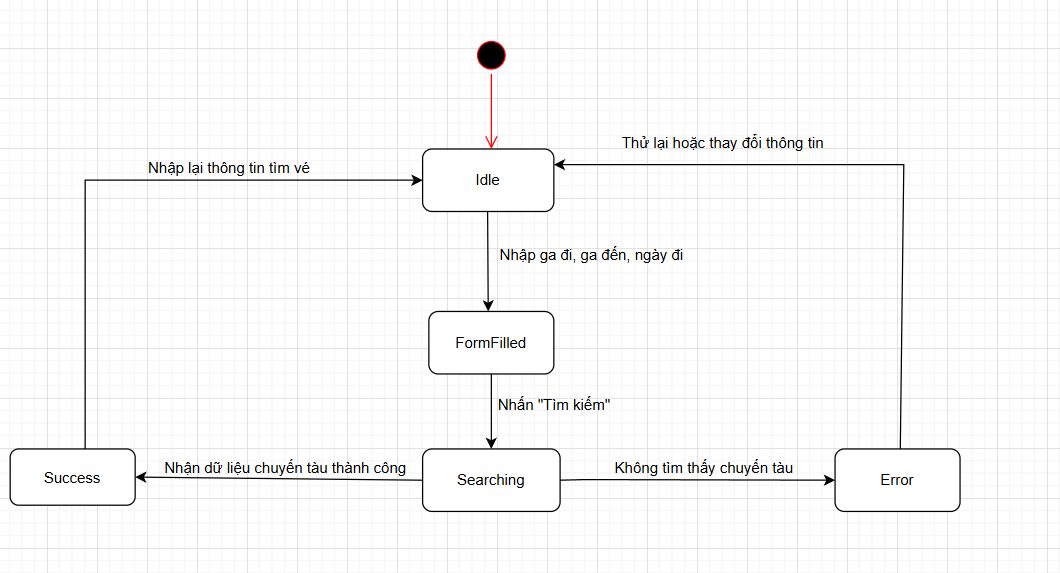 Thử lại hoặc thay đổi thông tin
Nhập lại thông tin tìm vé
Idle
Nhập ga đi, ga đến, ngày đi
FormFilled
Nhấn "Tìm kiếm"
Success
Nhận dữ liệu chuyến tàu thành công
Searching
Không tìm thấy chuyến tàu
Error